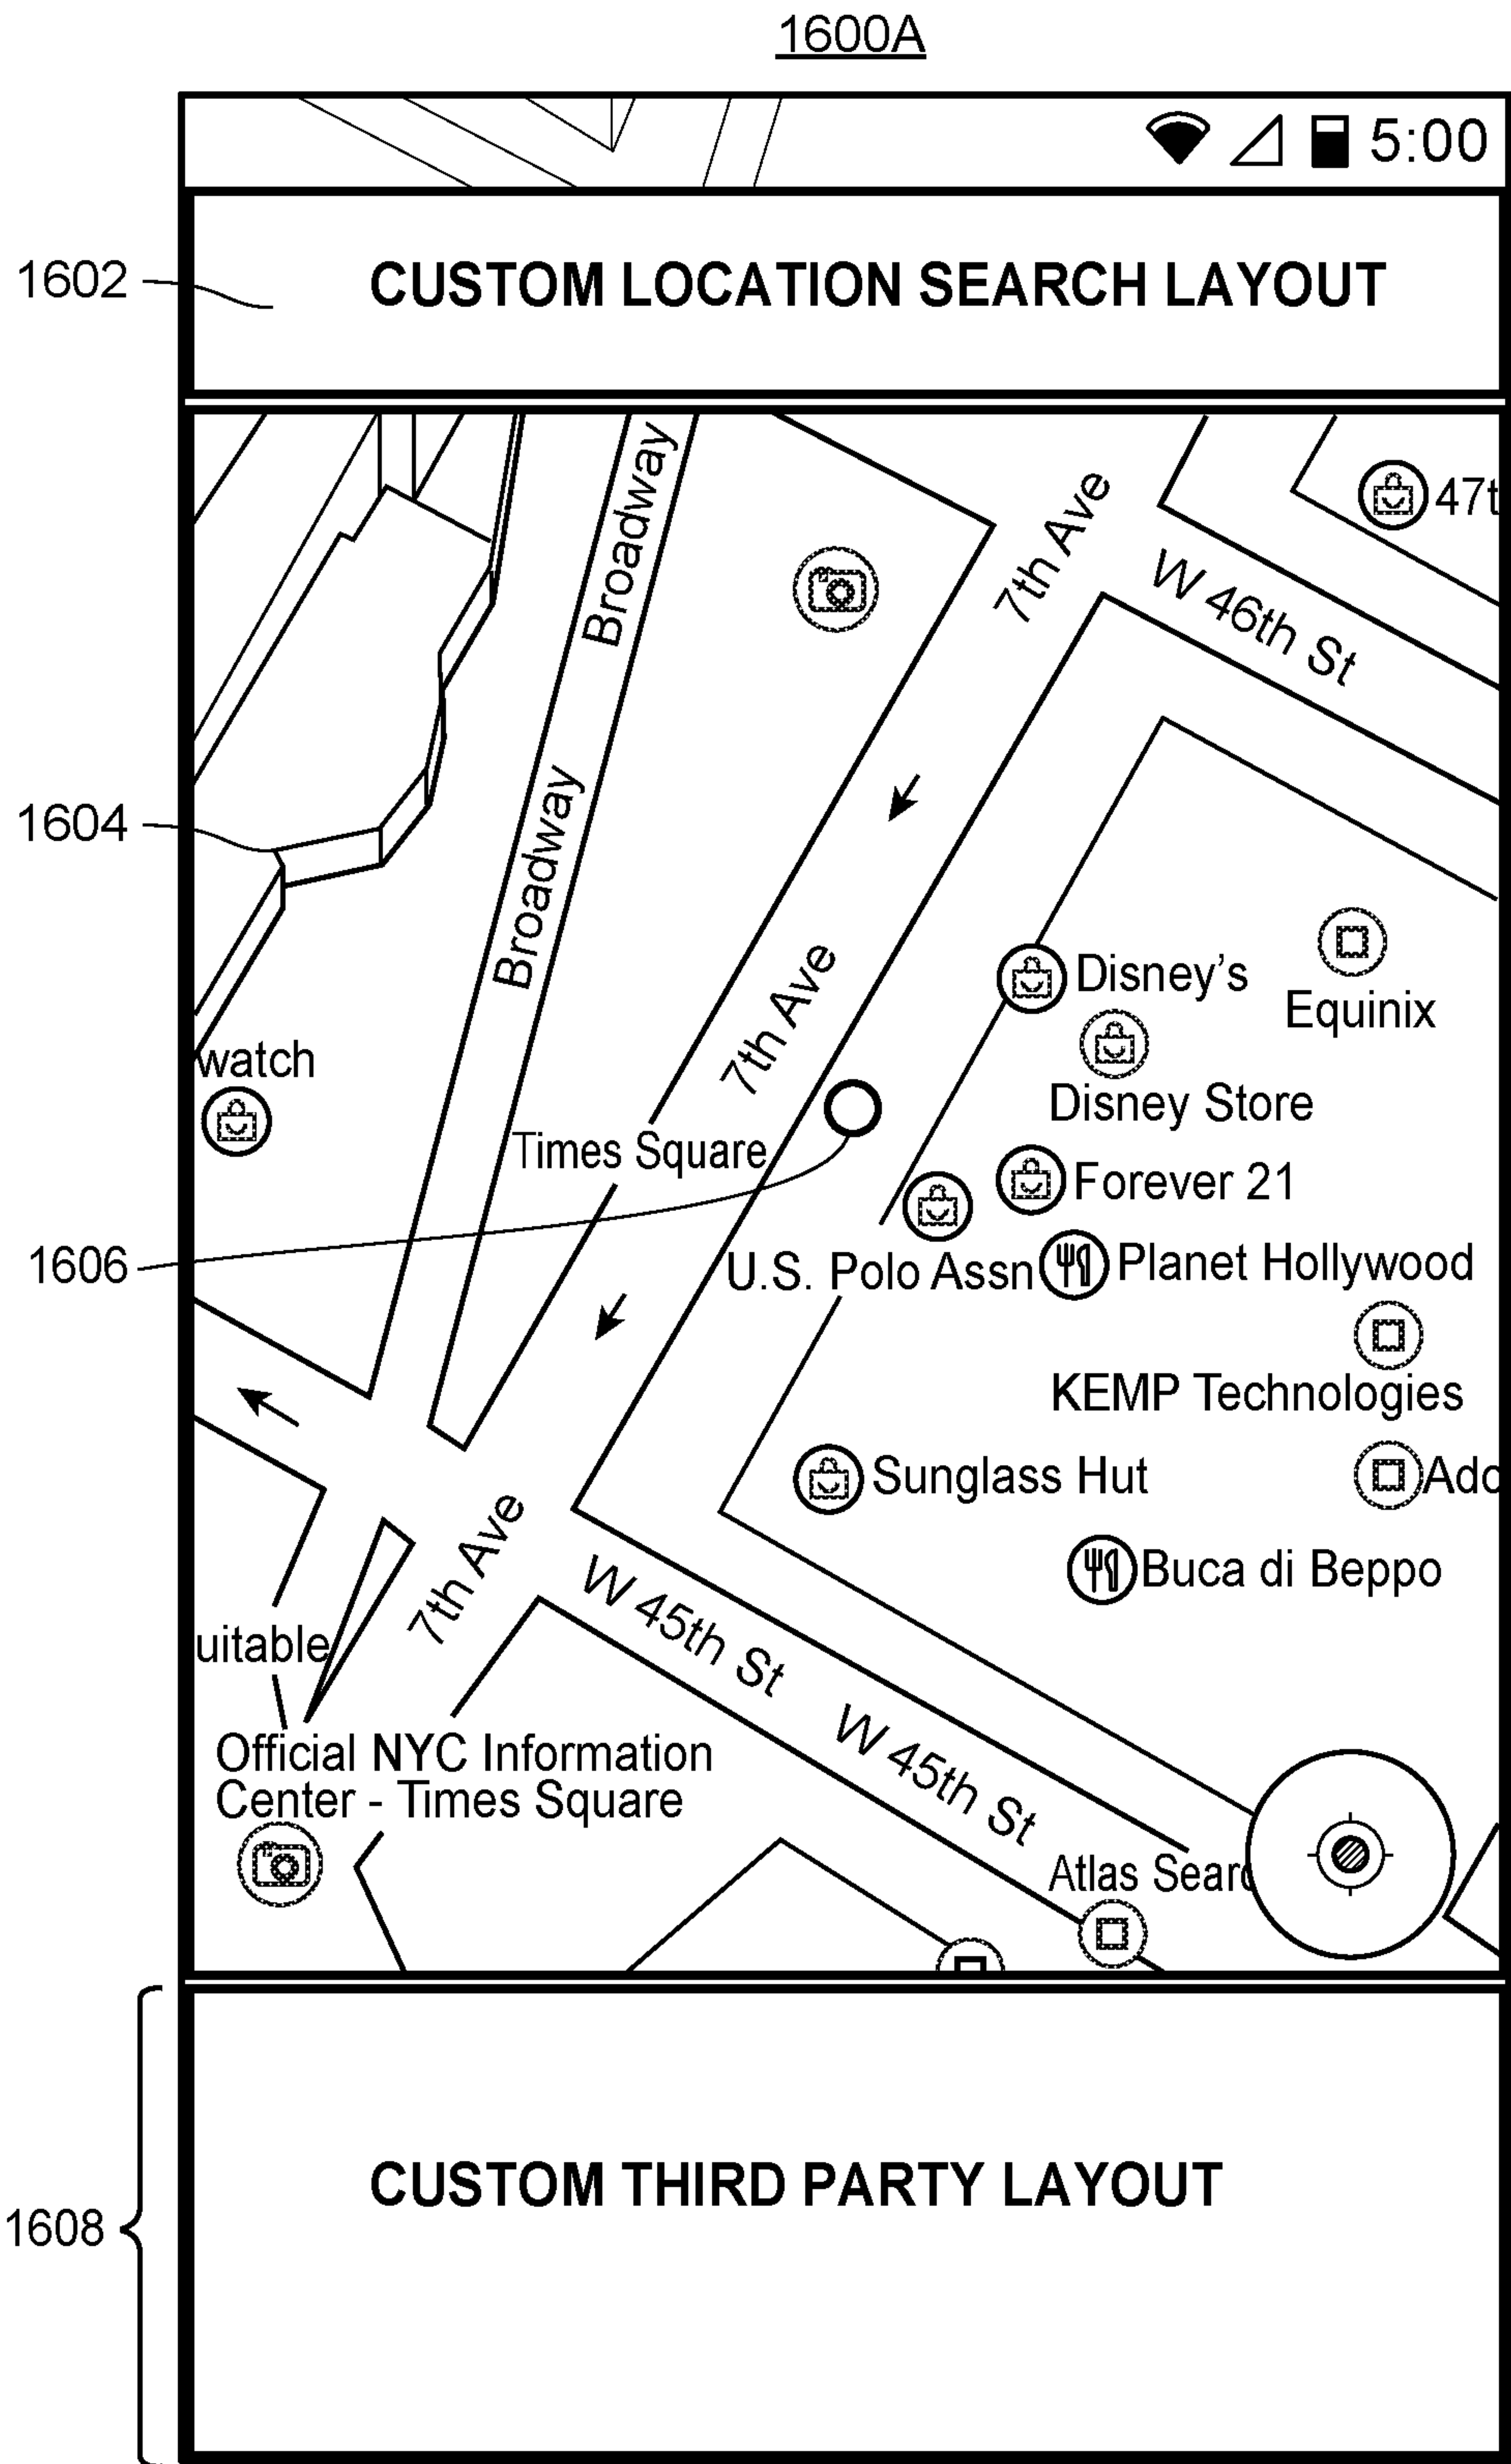 1600A
5:00
1602
CUSTOM LOCATION SEARCH LAYOUT
Broadway
7th Ave
47t
W 46th St
1604
Broadway
7th Ave
Disney's
Equinix
watch
Disney Store
Times Square
Forever 21
1606
U.S. Polo Assn
Planet Hollywood
KEMP Technologies
Sunglass Hut
Adc
7th Ave
Buca di Beppo
W 45th St
uitable
Official NYC Information
Center - Times Square
W 45th St
Atlas Searc
1608
CUSTOM THIRD PARTY LAYOUT